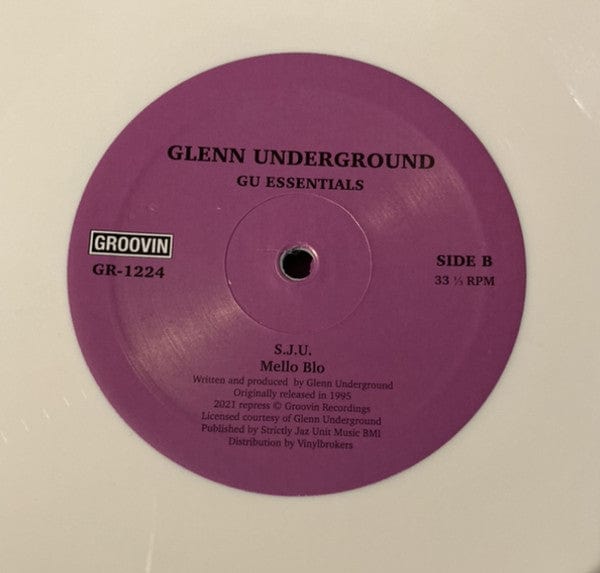 GLENN UNDERGROUND
GU ESSENTIALS
GROOVIN
GR-1224
SIDE B
33 ⅓ RPM
S.J.U.
Mello Blo
Written and produced by Glenn Underground
Originally released in 1995
2021 repress © Groovin Recordings
Licensed courtesy of Glenn Underground
Published by Strictly Jaz Unit Music BMI
Distribution by Vinylbrokers